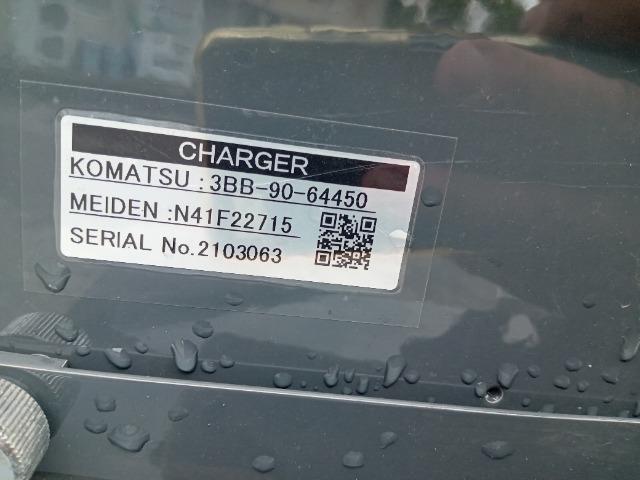 CHARGER
KOMATSU : 3BB-90-64450
MEIDEN :N41F22715
SERIAL No.2103063